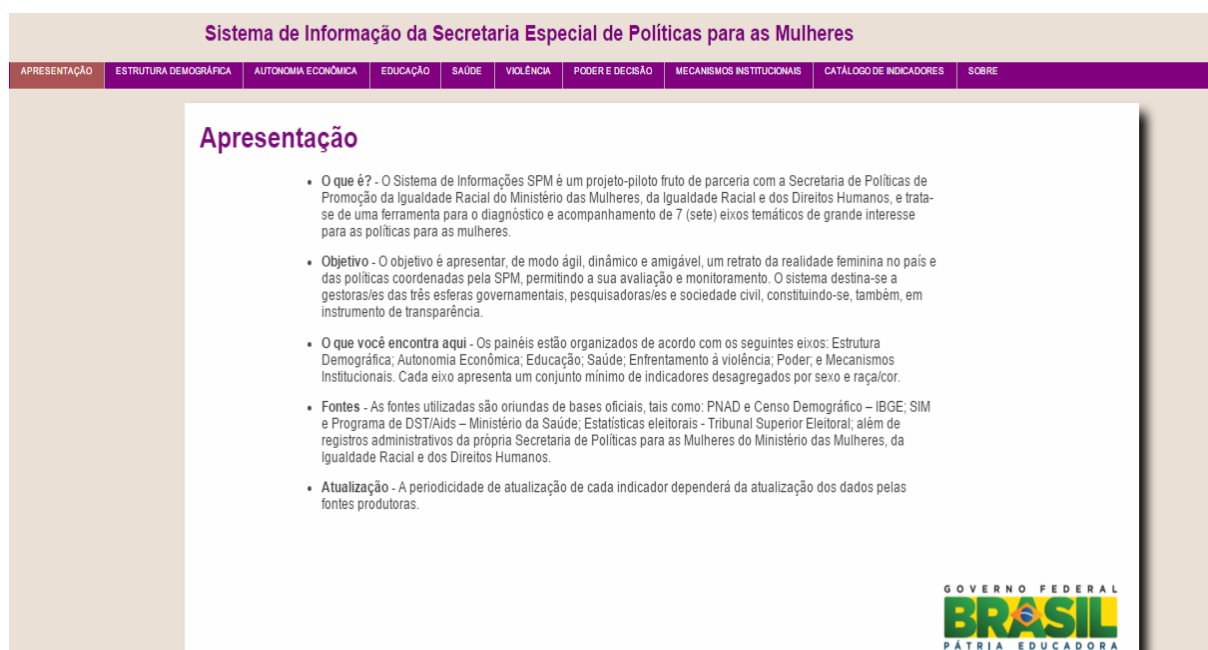 Sistema de Informação da Secretaria Especial de Políticas para as Mulheres
APRESENTAÇÃO ESTRUTURA DEMOGRÁFICA AUTONOMIA ECONÔMICA EDUCAÇÃO SAÚDE VIOLÊNCIA PODER E DECISÃO MECANISMOS INSTITUCIONAIS CATÁLOGO DE INDICADORES SOBRE
Apresentação
• O que é? - O Sistema de Informações SPM é um projeto-piloto fruto de parceria com a Secretaria de Políticas de
Promoção da Igualdade Racial do Ministério das Mulheres, da Igualdade Racial e dos Direitos Humanos, e trata-
se de uma ferramenta para o diagnóstico e acompanhamento de 7 (sete) eixos temáticos de grande interesse
para as políticas para as mulheres.
• Objetivo - O objetivo é apresentar, de modo ágil, dinâmico e amigável, um retrato da realidade feminina no país e
das políticas coordenadas pela SPM, permitindo a sua avaliação e monitoramento. O sistema destina-se a
gestoras/es das três esferas governamentais, pesquisadoras/es e sociedade civil, constituindo-se, também, em
instrumento de transparência.
• O que você encontra aqui - Os painéis estão organizados de acordo com os seguintes eixos: Estrutura
Demográfica; Autonomia Econômica; Educação; Saúde; Enfrentamento à violência; Poder; e Mecanismos
Institucionais. Cada eixo apresenta um conjunto mínimo de indicadores desagregados por sexo e raça/cor.
• Fontes - As fontes utilizadas são oriundas de bases oficiais, tais como: PNAD e Censo Demográfico – IBGE; SIM
e Programa de DST/Aids – Ministério da Saúde; Estatísticas eleitorais - Tribunal Superior Eleitoral; além de
registros administrativos da própria Secretaria de Políticas para as Mulheres do Ministério das Mulheres, da
Igualdade Racial e dos Direitos Humanos.
• Atualização - A periodicidade de atualização de cada indicador dependerá da atualização dos dados pelas
fontes produtoras.
GOVERNO FEDERAL
BRASIL
PÁTRIA EDUCADORA